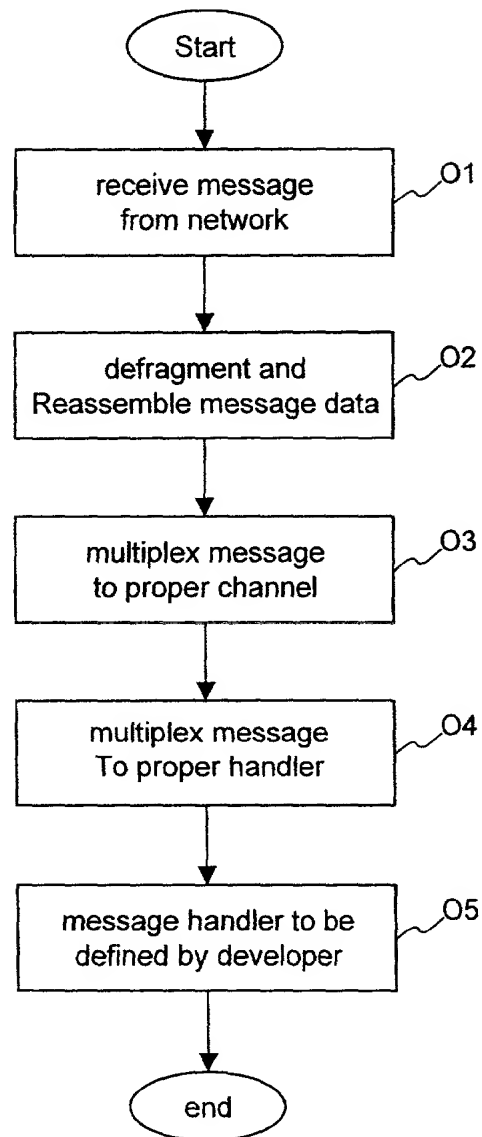 Start
receive message
from network
O1
defragment and
Reassemble message data
O2
multiplex message
to proper channel
O3
multiplex message
To proper handler
O4
message handler to be
defined by developer
O5
end